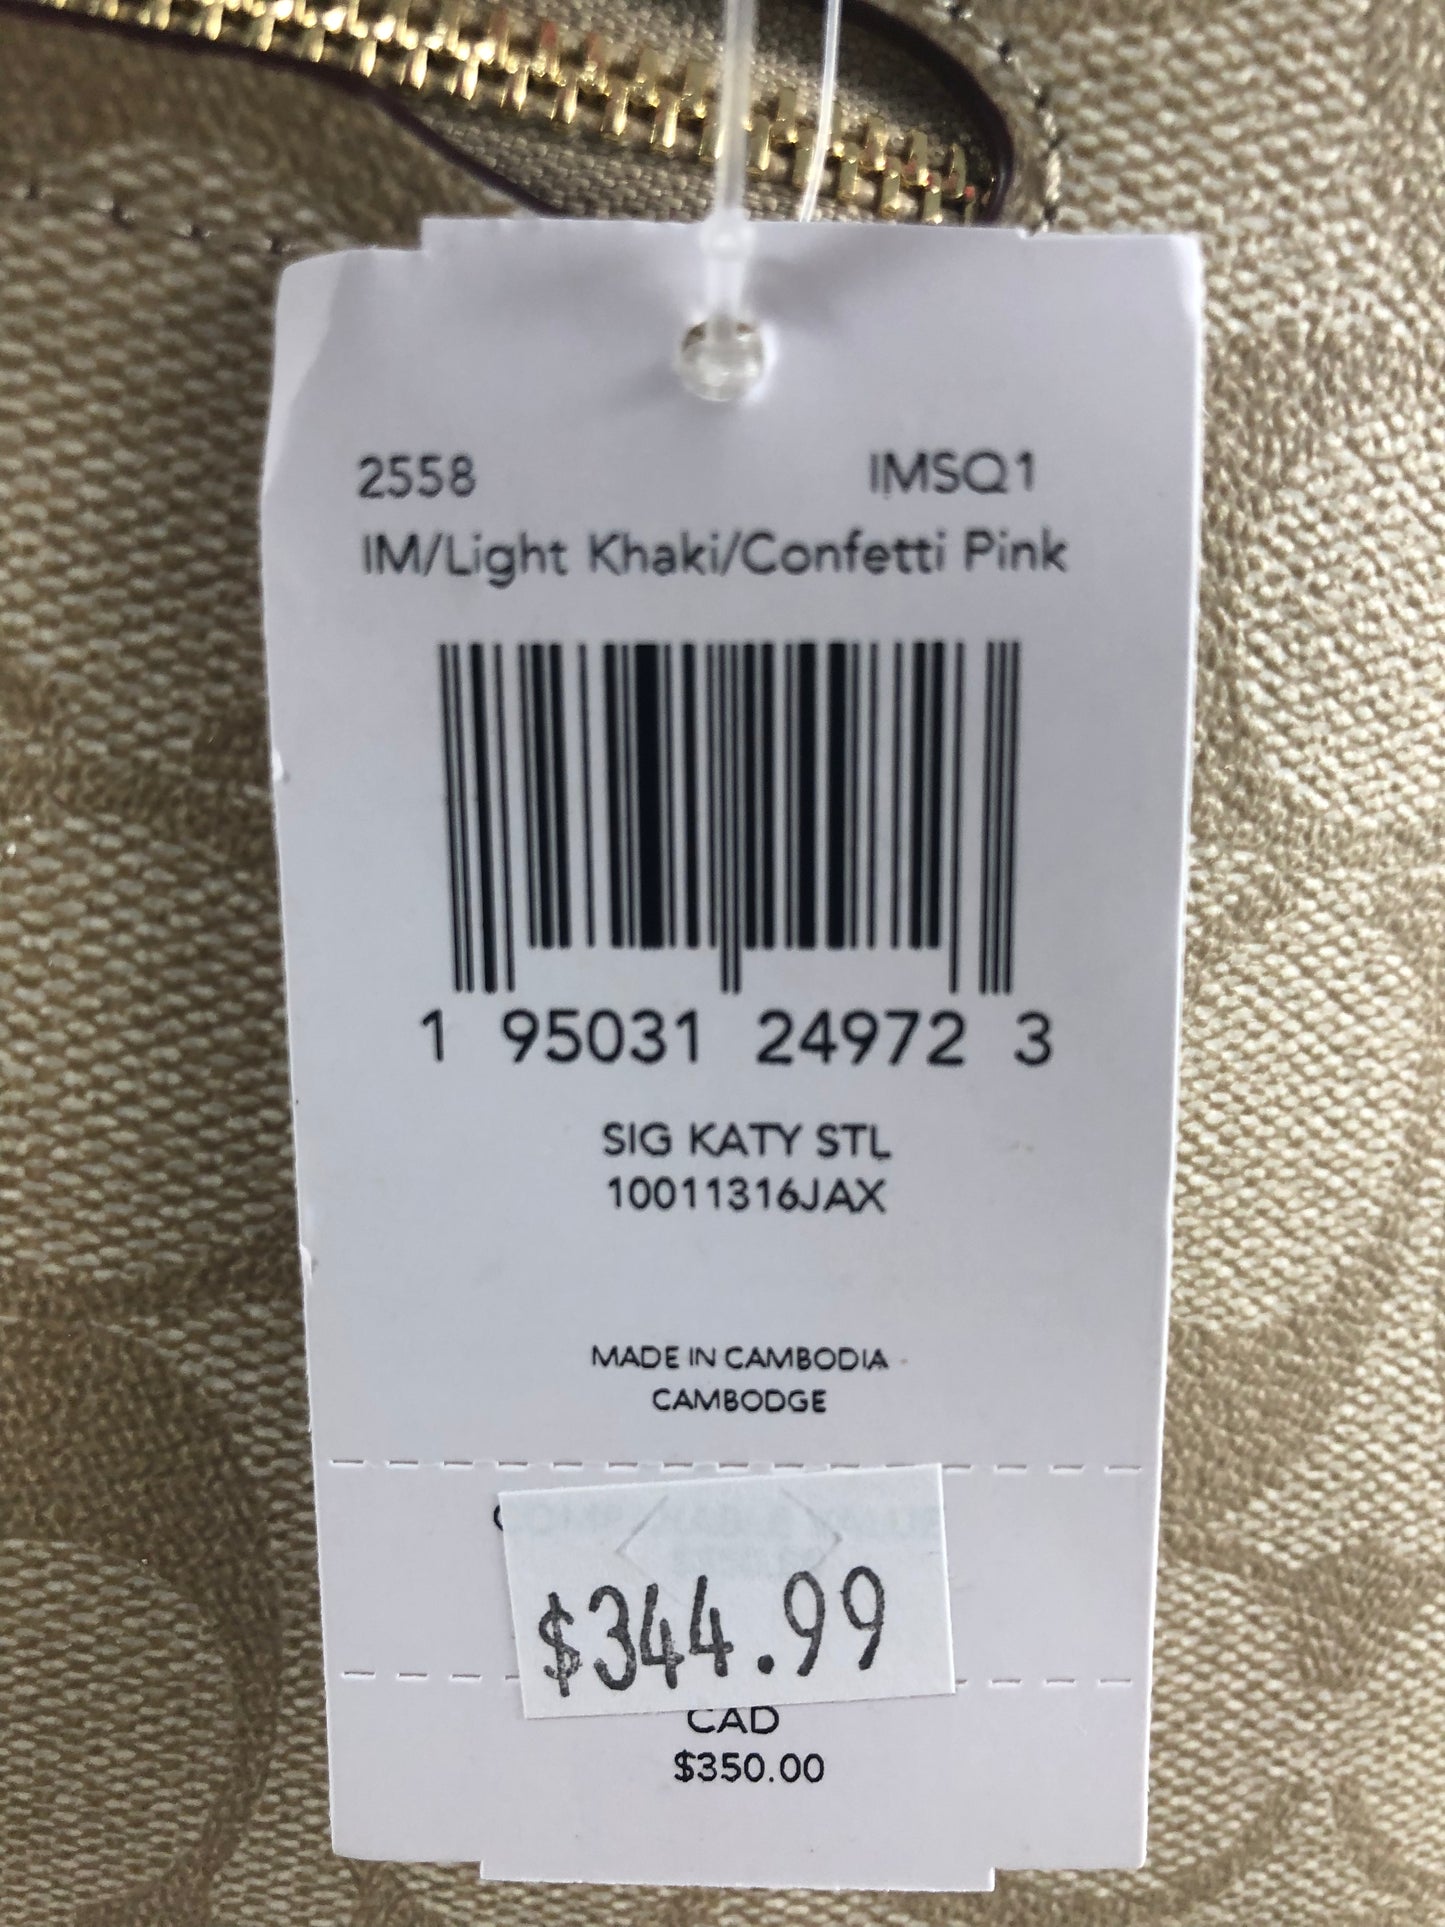 2558 IMSQ1
IM/Light Khaki/Confetti Pink
1 95031 24972 3
SIG KATY STL
10011316JAX
MADE IN CAMBODIA
CAMBODGE
$344.99
CAD
$350.00